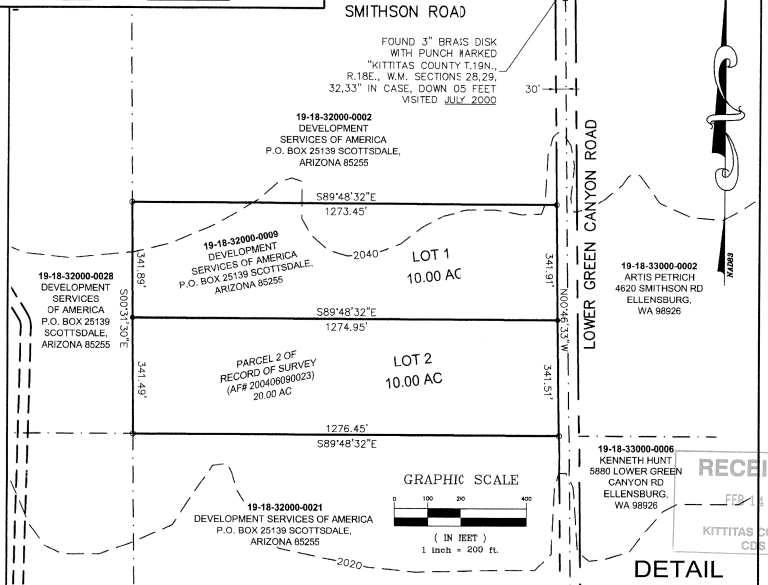 SMITHSON ROAD
FOUND 3" BRASS DISK
WITH PUNCH MARKED
"KITTITAS COUNTY T.19N.,
R.18E., W.M. SECTIONS 28,29,
32,33" IN CASE, DOWN 05 FEET
VISITED JULY 2000
30'
19-18-32000-0002
DEVELOPMENT
SERVICES OF AMERICA
P.O. BOX 25139 SCOTTSDALE,
ARIZONA 85255
LOWER GREEN CANYON ROAD
NAD83
S89°48'32"E
1273.45'
19-18-32000-0009
DEVELOPMENT
SERVICES OF AMERICA
P.O. BOX 25139 SCOTTSDALE,
ARIZONA 85255
2040
LOT 1
10.00 AC
341.89'
341.91'
S00°31'30"E
N00°46'33"W
19-18-32000-0028
DEVELOPMENT
SERVICES
OF AMERICA
P.O. BOX 25139
SCOTTSDALE,
ARIZONA 85255
19-18-33000-0002
ARTIS PETRICH
4620 SMITHSON RD
ELLENSBURG,
WA 98926
S89°48'32"E
1274.95'
PARCEL 2 OF
RECORD OF SURVEY
(AF# 200406090023)
20.00 AC
LOT 2
10.00 AC
341.49'
341.51'
1276.45'
S89°48'32"E
19-18-33000-0006
KENNETH HUNT
5880 LOWER GREEN
CANYON RD
ELLENSBURG,
WA 98926
RECEI
FEB 14
KITTITAS CO
CDS
19-18-32000-0021
DEVELOPMENT SERVICES OF AMERICA
P.O. BOX 25139 SCOTTSDALE,
ARIZONA 85255
2020
GRAPHIC SCALE
0 100 200 400
( IN FEET )
1 inch = 200 ft.
DETAIL